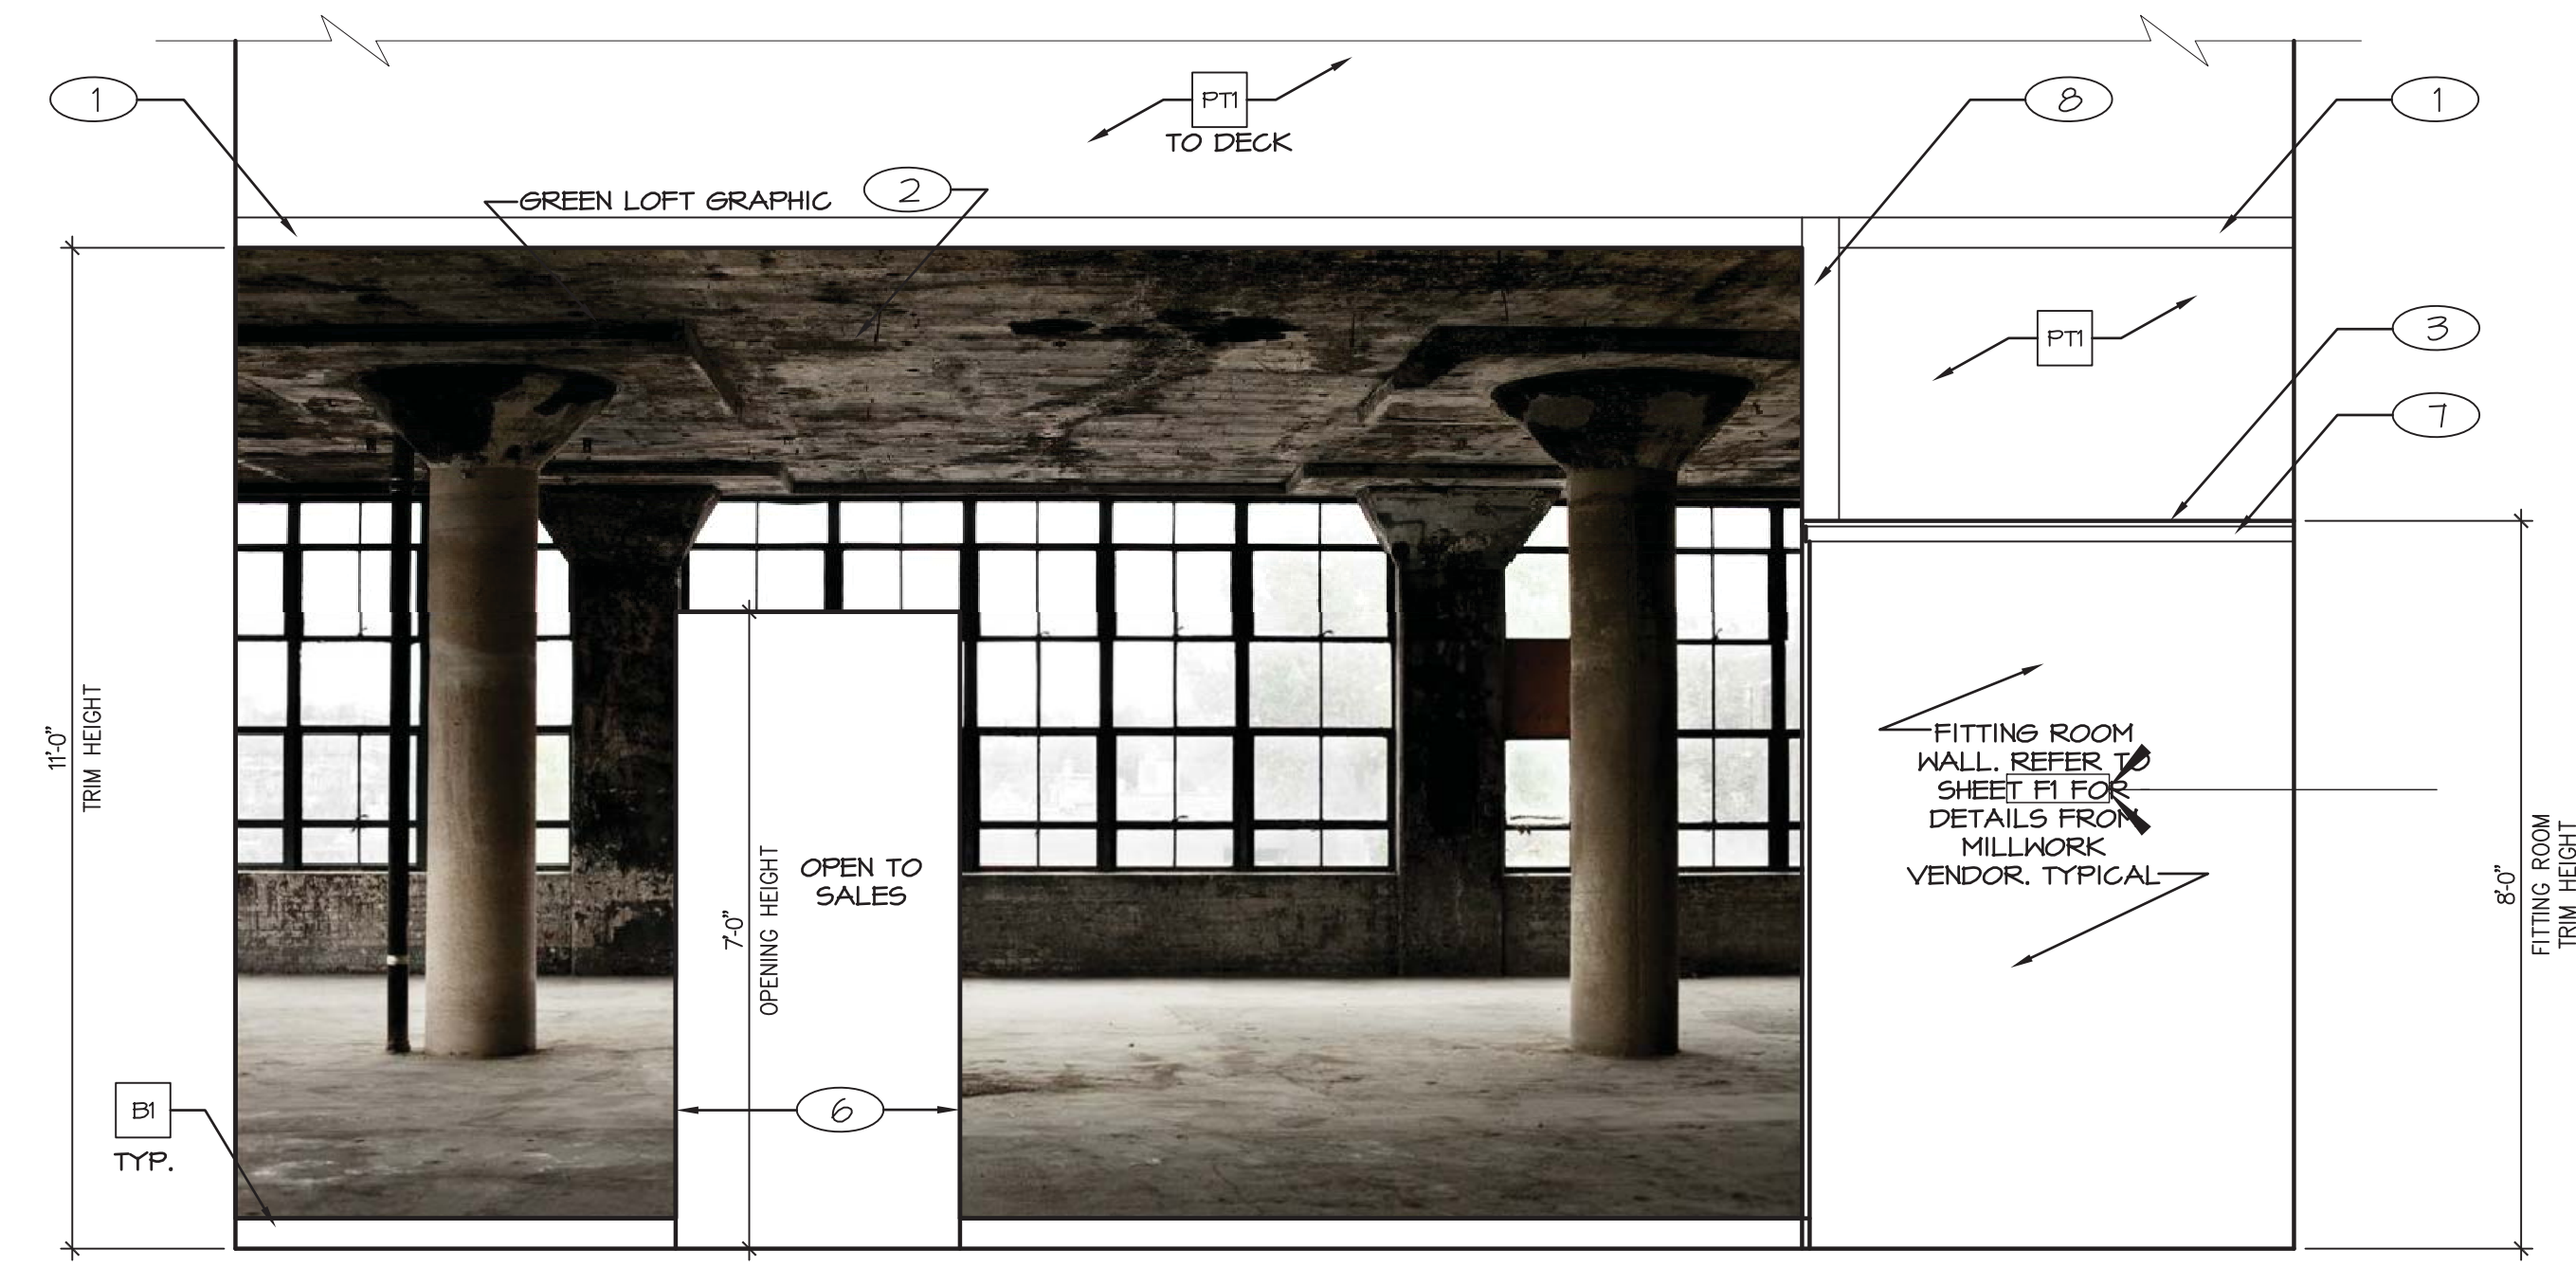 1
PT1
TO DECK
8
1
GREEN LOFT GRAPHIC
2
PT1
3
7
11'-0"
TRIM HEIGHT
7'-0"
OPENING HEIGHT
OPEN TO
SALES
FITTING ROOM
WALL. REFER TO
SHEET F1 FOR
DETAILS FROM
MILLWORK
VENDOR. TYPICAL
8'-0"
FITTING ROOM
TRIM HEIGHT
B1
TYP.
6